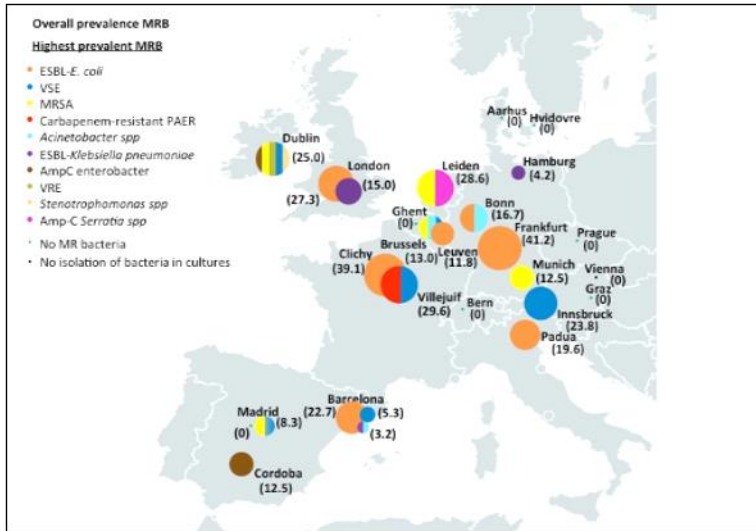 Overall prevalence MRB
Highest prevalent MRB
ESBL-E. coli
VSE
MRSA
Carbapenem-resistant PAER
Acinetobacter spp
ESBL-Klebsiella pneumoniae
AmpC enterobacter
VRE
Stenotrophomonas spp
Amp-C Serratia spp
No MR bacteria
No isolation of bacteria in cultures
Aarhus
(0)
Hvidovre
(0)
Dublin
(25.0)
London
(15.0)
(27.3)
Leiden
(28.6)
Hamburg
(4.2)
Ghent
(0)
Bonn
(16.7)
Frankfurt
(41.2)
Prague
(0)
Brussels
(13.0)
Leuven
(11.8)
Clichy
(39.1)
Munich
(12.5)
Vienna
(0)
Graz
(0)
Villejuif
(29.6)
Bern
(0)
Innsbruck
(23.8)
Padua
(19.6)
Barcelona
(22.7)
(5.3)
(3.2)
Madrid
(0)
(8.3)
Cordoba
(12.5)